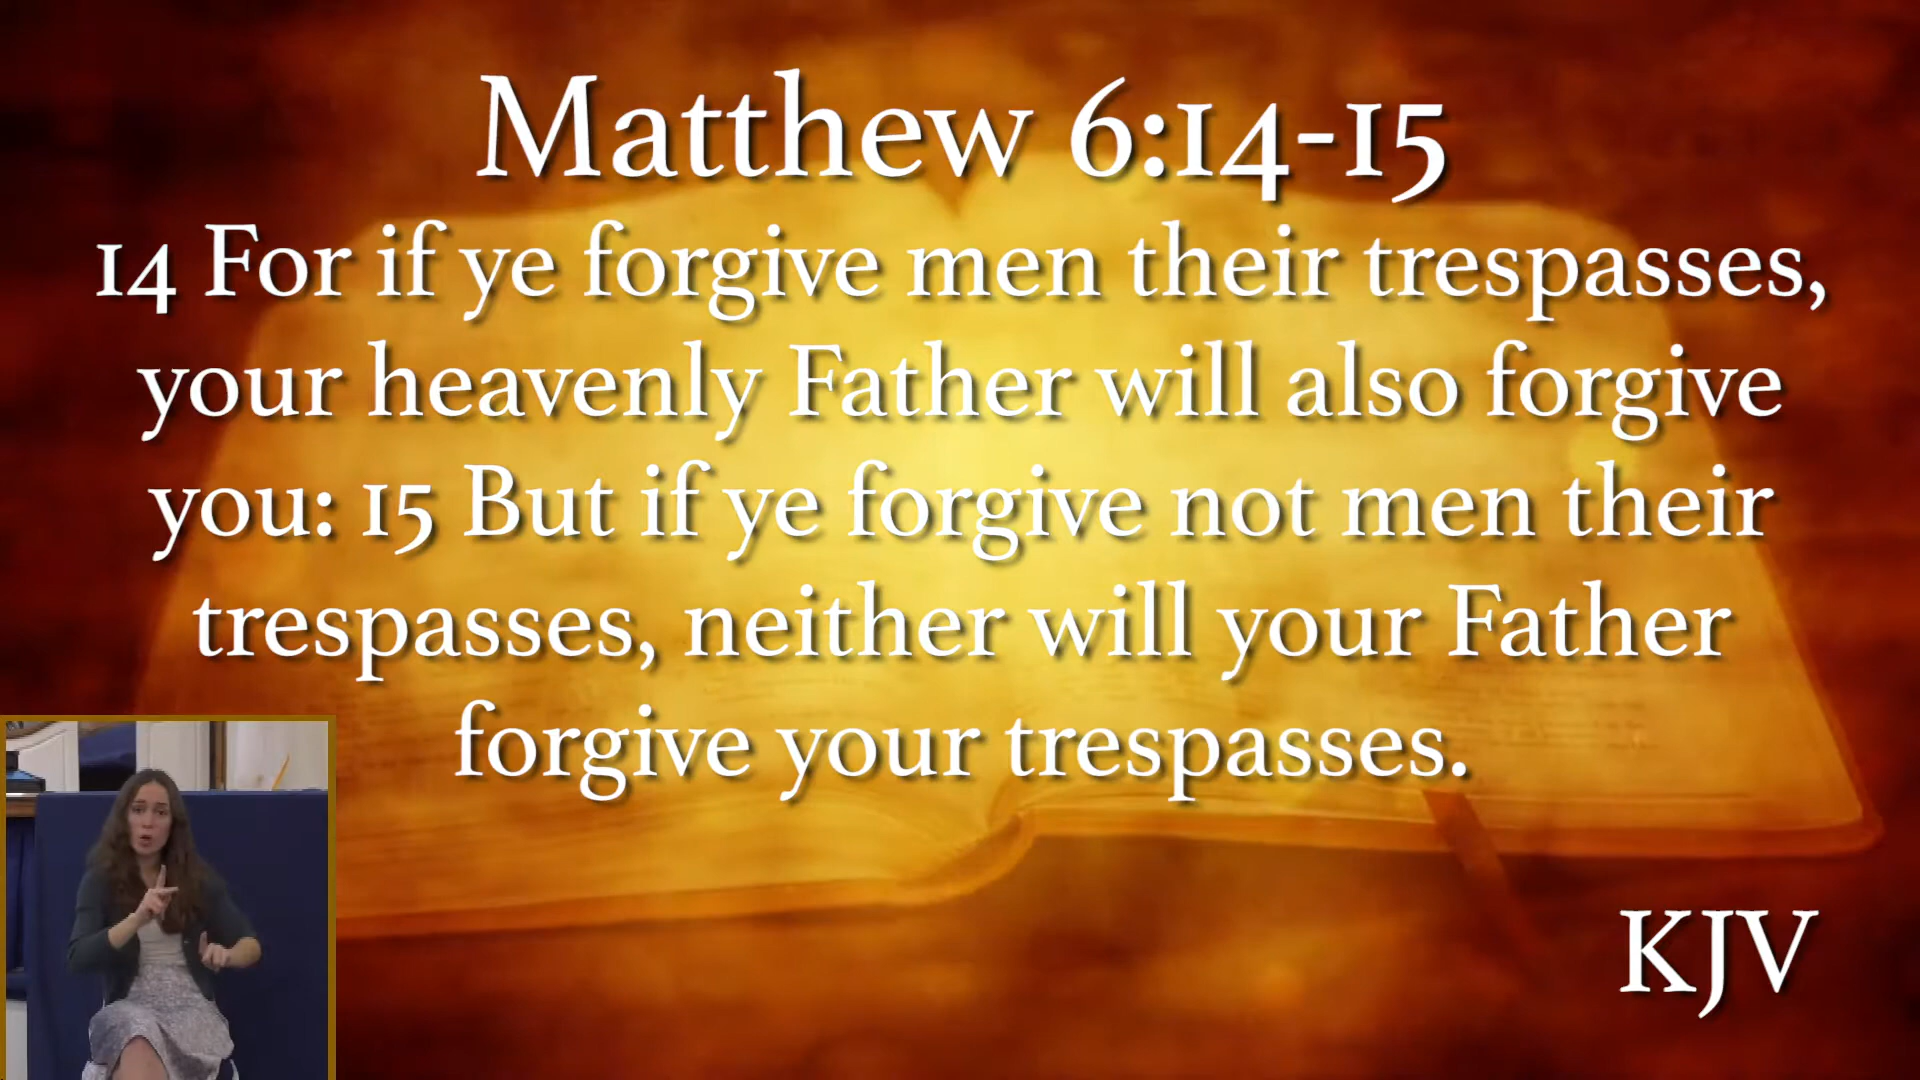 Matthew 6:14-15
14 For if ye forgive men their trespasses,
your heavenly Father will also forgive
you: 15 But if ye forgive not men their
trespasses, neither will your Father
forgive your trespasses.
KJV